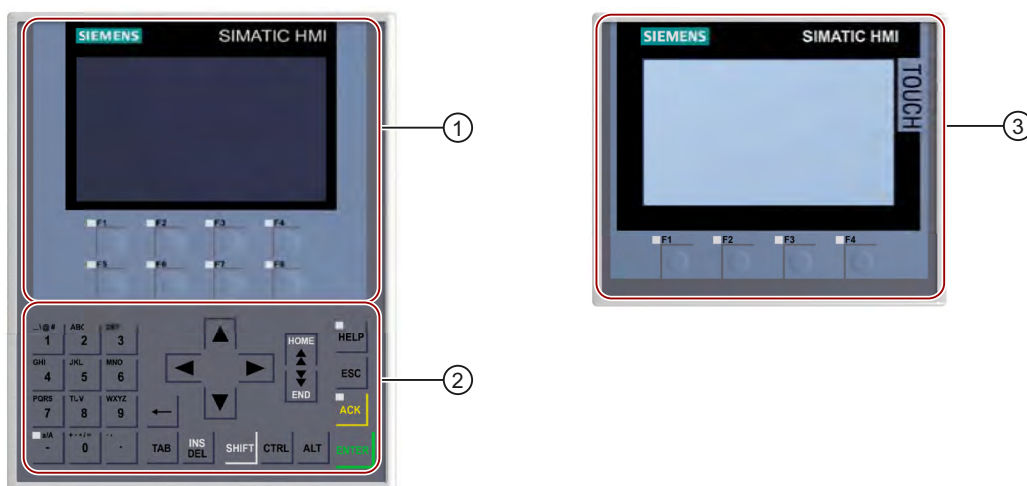 SIEMENS SIMATIC HMI
1
F1 F2 F3 F4
F5 F6 F7 F8
2
1 ABC 2 3 HOME HELP
GHI 4 JKL 5 MNO 6 ESC
END
PQRS 7 TUV 8 WXYZ 9 ← ACK
a/A - 0 . TAB INS DEL SHIFT CTRL ALT ENTER
SIEMENS SIMATIC HMI
TOUCH
3
F1 F2 F3 F4